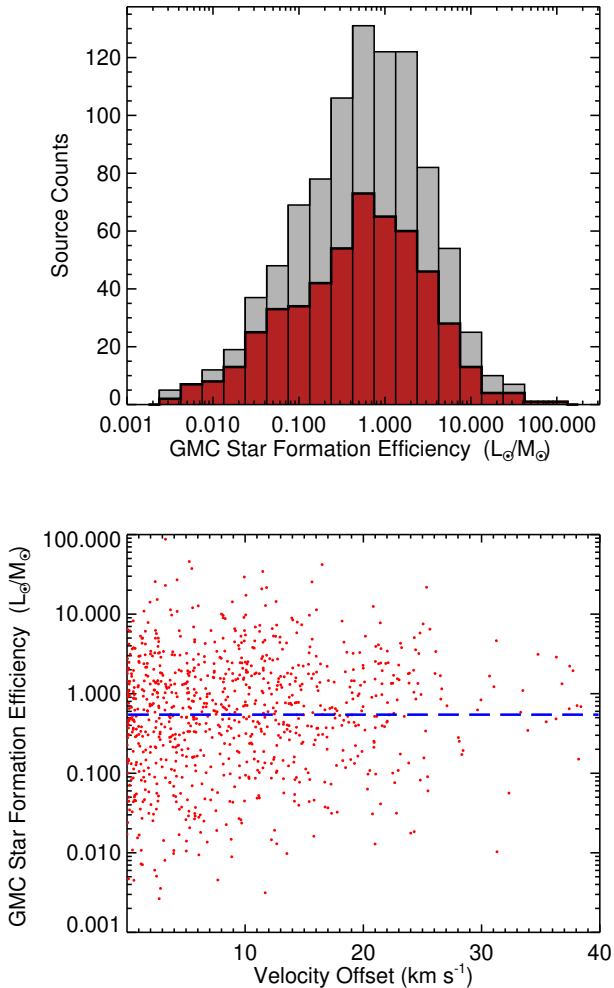 120
100
80
60
40
20
0
Source Counts
0.001 0.010 0.100 1.000 10.000 100.000
GMC Star Formation Efficiency (L☉/M☉)
100.000
10.000
1.000
0.100
0.010
0.001
GMC Star Formation Efficiency (L☉/M☉)
10 20 30 40
Velocity Offset (km s⁻¹)